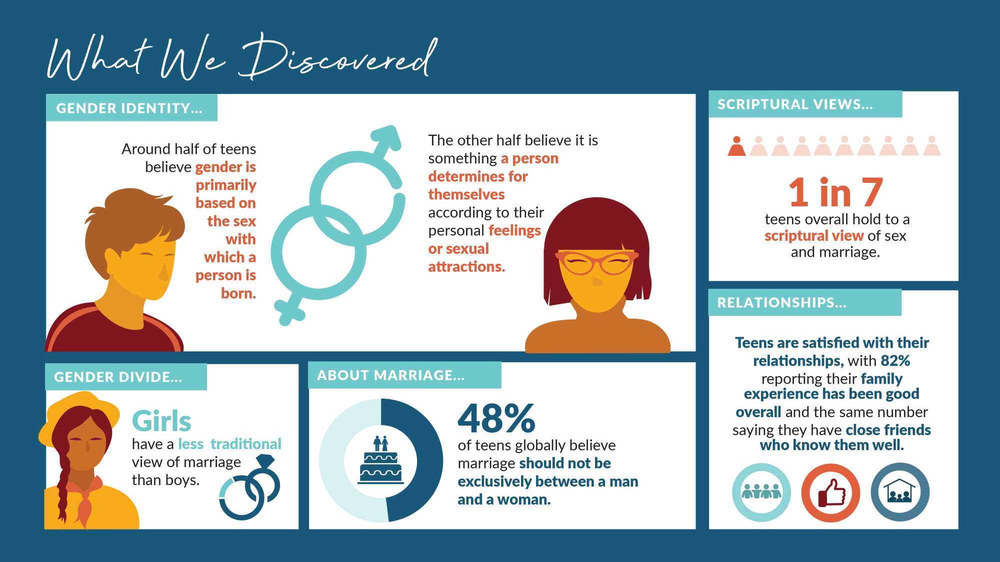 What We Discovered
GENDER IDENTITY...
Around half of teens
believe gender is
primarily
based on
the sex
with
which a
person is
born.
The other half believe it is
something a person
determines for
themselves
according to their
personal feelings
or sexual
attractions.
SCRIPTURAL VIEWS...
1 in 7
teens overall hold to a
scriptural view of sex
and marriage.
RELATIONSHIPS...
Teens are satisfied with their
relationships, with 82%
reporting their family
experience has been good
overall and the same number
saying they have close friends
who know them well.
GENDER DIVIDE...
Girls
have a less traditional
view of marriage
than boys.
ABOUT MARRIAGE...
48%
of teens globally believe
marriage should not be
exclusively between a man
and a woman.